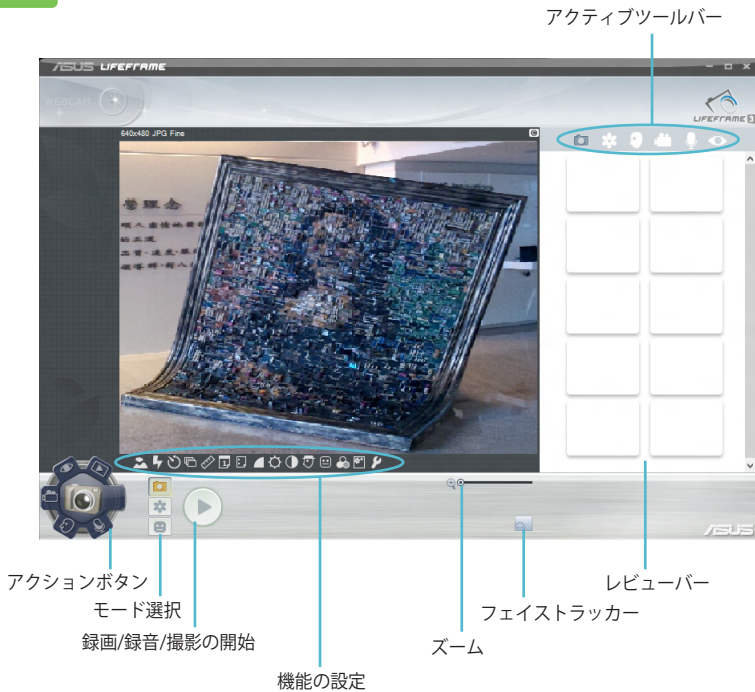 アクティブツールバー
ASUS LIFEFRAME
WEBCAM
LIFEFRAME 3
640x480 JPG Fine
營理念
ASUS
アクションボタン
モード選択
録画/録音/撮影の開始
機能の設定
ズーム
フェイストラッカー
レビューバー